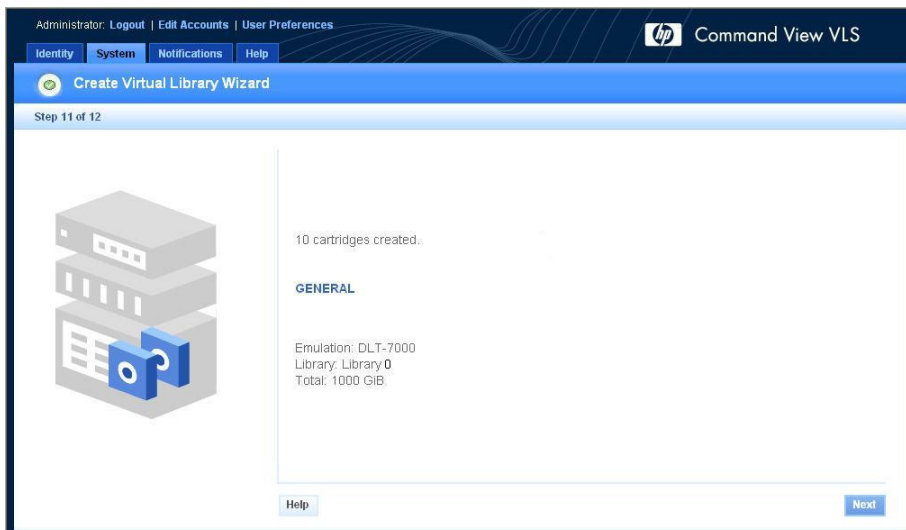 Administrator: Logout | Edit Accounts | User Preferences
hp Command View VLS
Identity System Notifications Help
Create Virtual Library Wizard
Step 11 of 12
10 cartridges created.
GENERAL
Emulation: DLT-7000
Library: Library 0
Total: 1000 GiB
Help Next